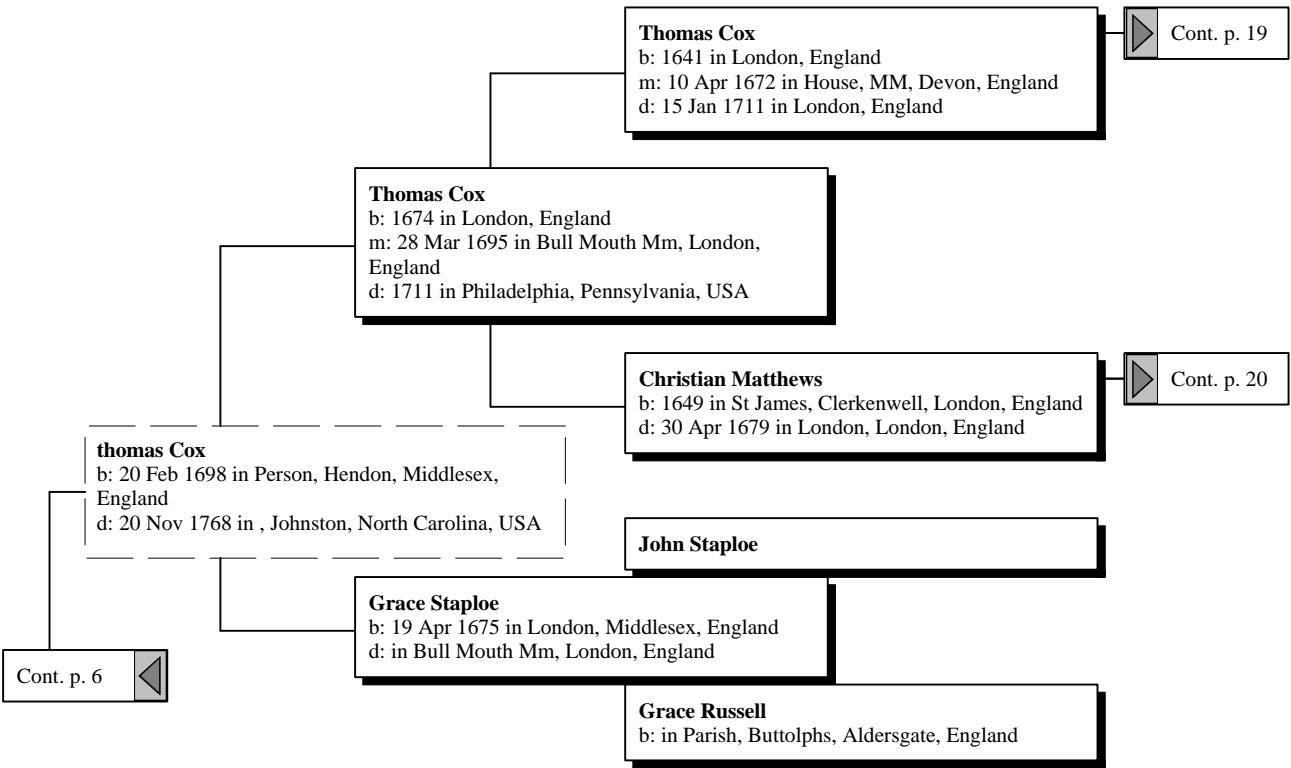 Thomas Cox
b: 1641 in London, England
m: 10 Apr 1672 in House, MM, Devon, England
d: 15 Jan 1711 in London, England
Cont. p. 19
Thomas Cox
b: 1674 in London, England
m: 28 Mar 1695 in Bull Mouth Mm, London,
England
d: 1711 in Philadelphia, Pennsylvania, USA
Christian Matthews
b: 1649 in St James, Clerkenwell, London, England
d: 30 Apr 1679 in London, London, England
Cont. p. 20
thomas Cox
b: 20 Feb 1698 in Person, Hendon, Middlesex,
England
d: 20 Nov 1768 in , Johnston, North Carolina, USA
John Staploe
Grace Staploe
b: 19 Apr 1675 in London, Middlesex, England
d: in Bull Mouth Mm, London, England
Cont. p. 6
Grace Russell
b: in Parish, Buttolphs, Aldersgate, England